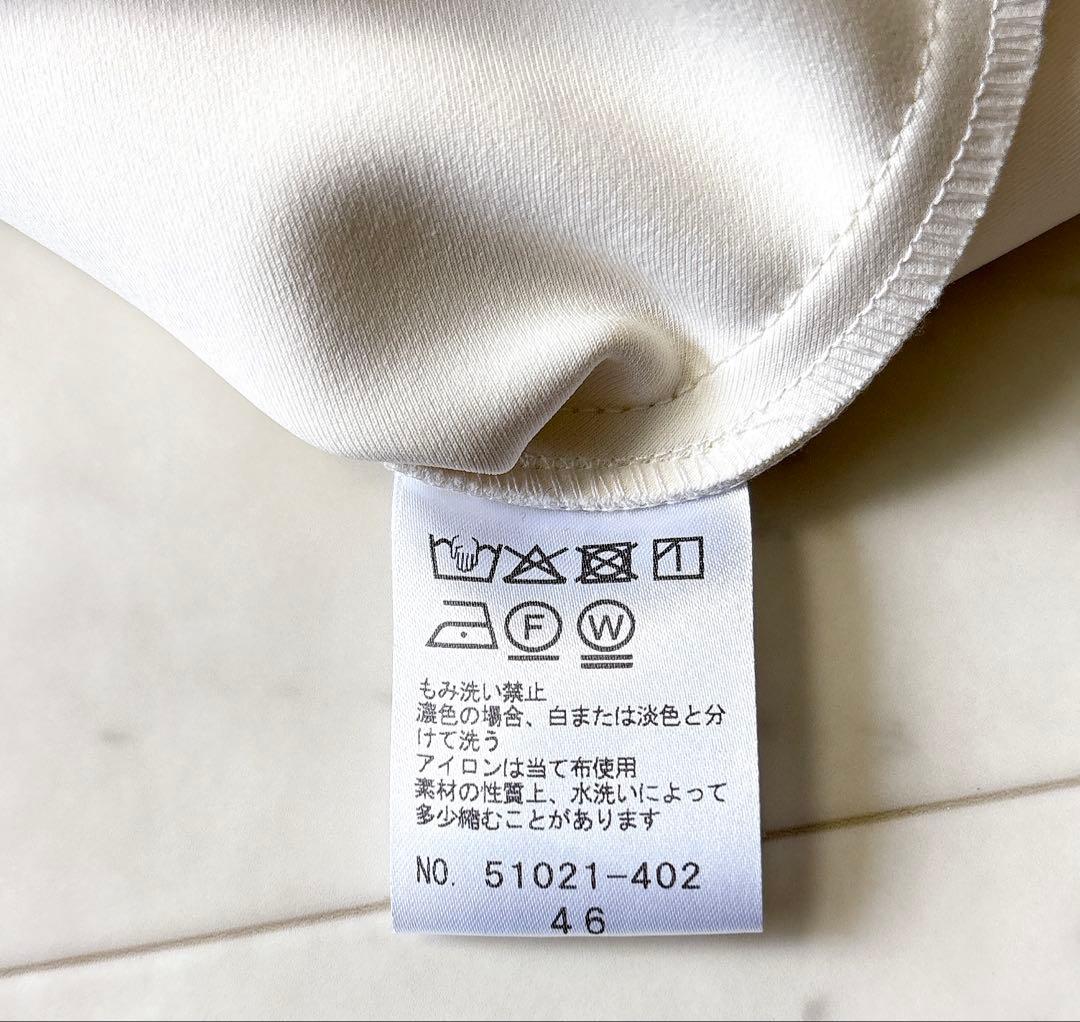 F W
もみ洗い禁止
濃色の場合、白または淡色と分
けて洗う
アイロンは当て布使用
素材の性質上、水洗いによって
多少縮むことがあります
NO. 51021-402
46